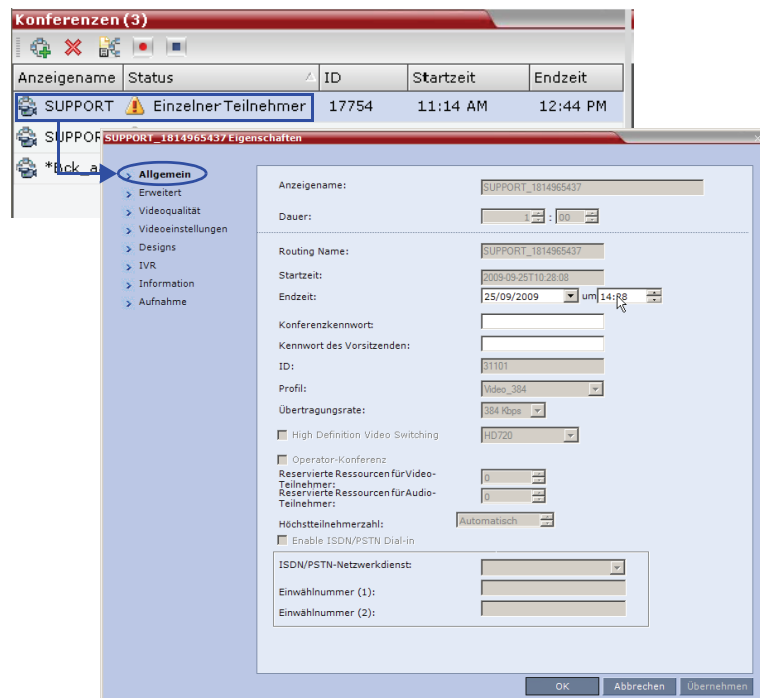 Konferenzen (3)
Anzeigename Status ID Startzeit Endzeit
SUPPORT Einzelner Teilnehmer 17754 11:14 AM 12:44 PM
SUPPOR
SUPPORT_1814965437 Eigenschaften
*Bck_a
Allgemein
Erweitert
Videoqualität
Videoeinstellungen
Designs
IVR
Information
Aufnahme
Anzeigename: SUPPORT_1814965437
Dauer: 1 : 00
Routing Name: SUPPORT_1814965437
Startzeit: 2009-09-25T10:28:08
Endzeit: 25/09/2009 um 14:28
Konferenzkennwort:
Kennwort des Vorsitzenden:
ID: 31101
Profil: Video_384
Übertragungsrate: 384 Kbps
High Definition Video Switching HD720
Operator-Konferenz
Reservierte Ressourcen für Video-
Teilnehmer: 0
Reservierte Ressourcen für Audio-
Teilnehmer: 0
Höchstteilnehmerzahl: Automatisch
Enable ISDN/PSTN Dial-in
ISDN/PSTN-Netzwerkdienst:
Einwählnummer (1):
Einwählnummer (2):
OK Abbrechen Übernehmen